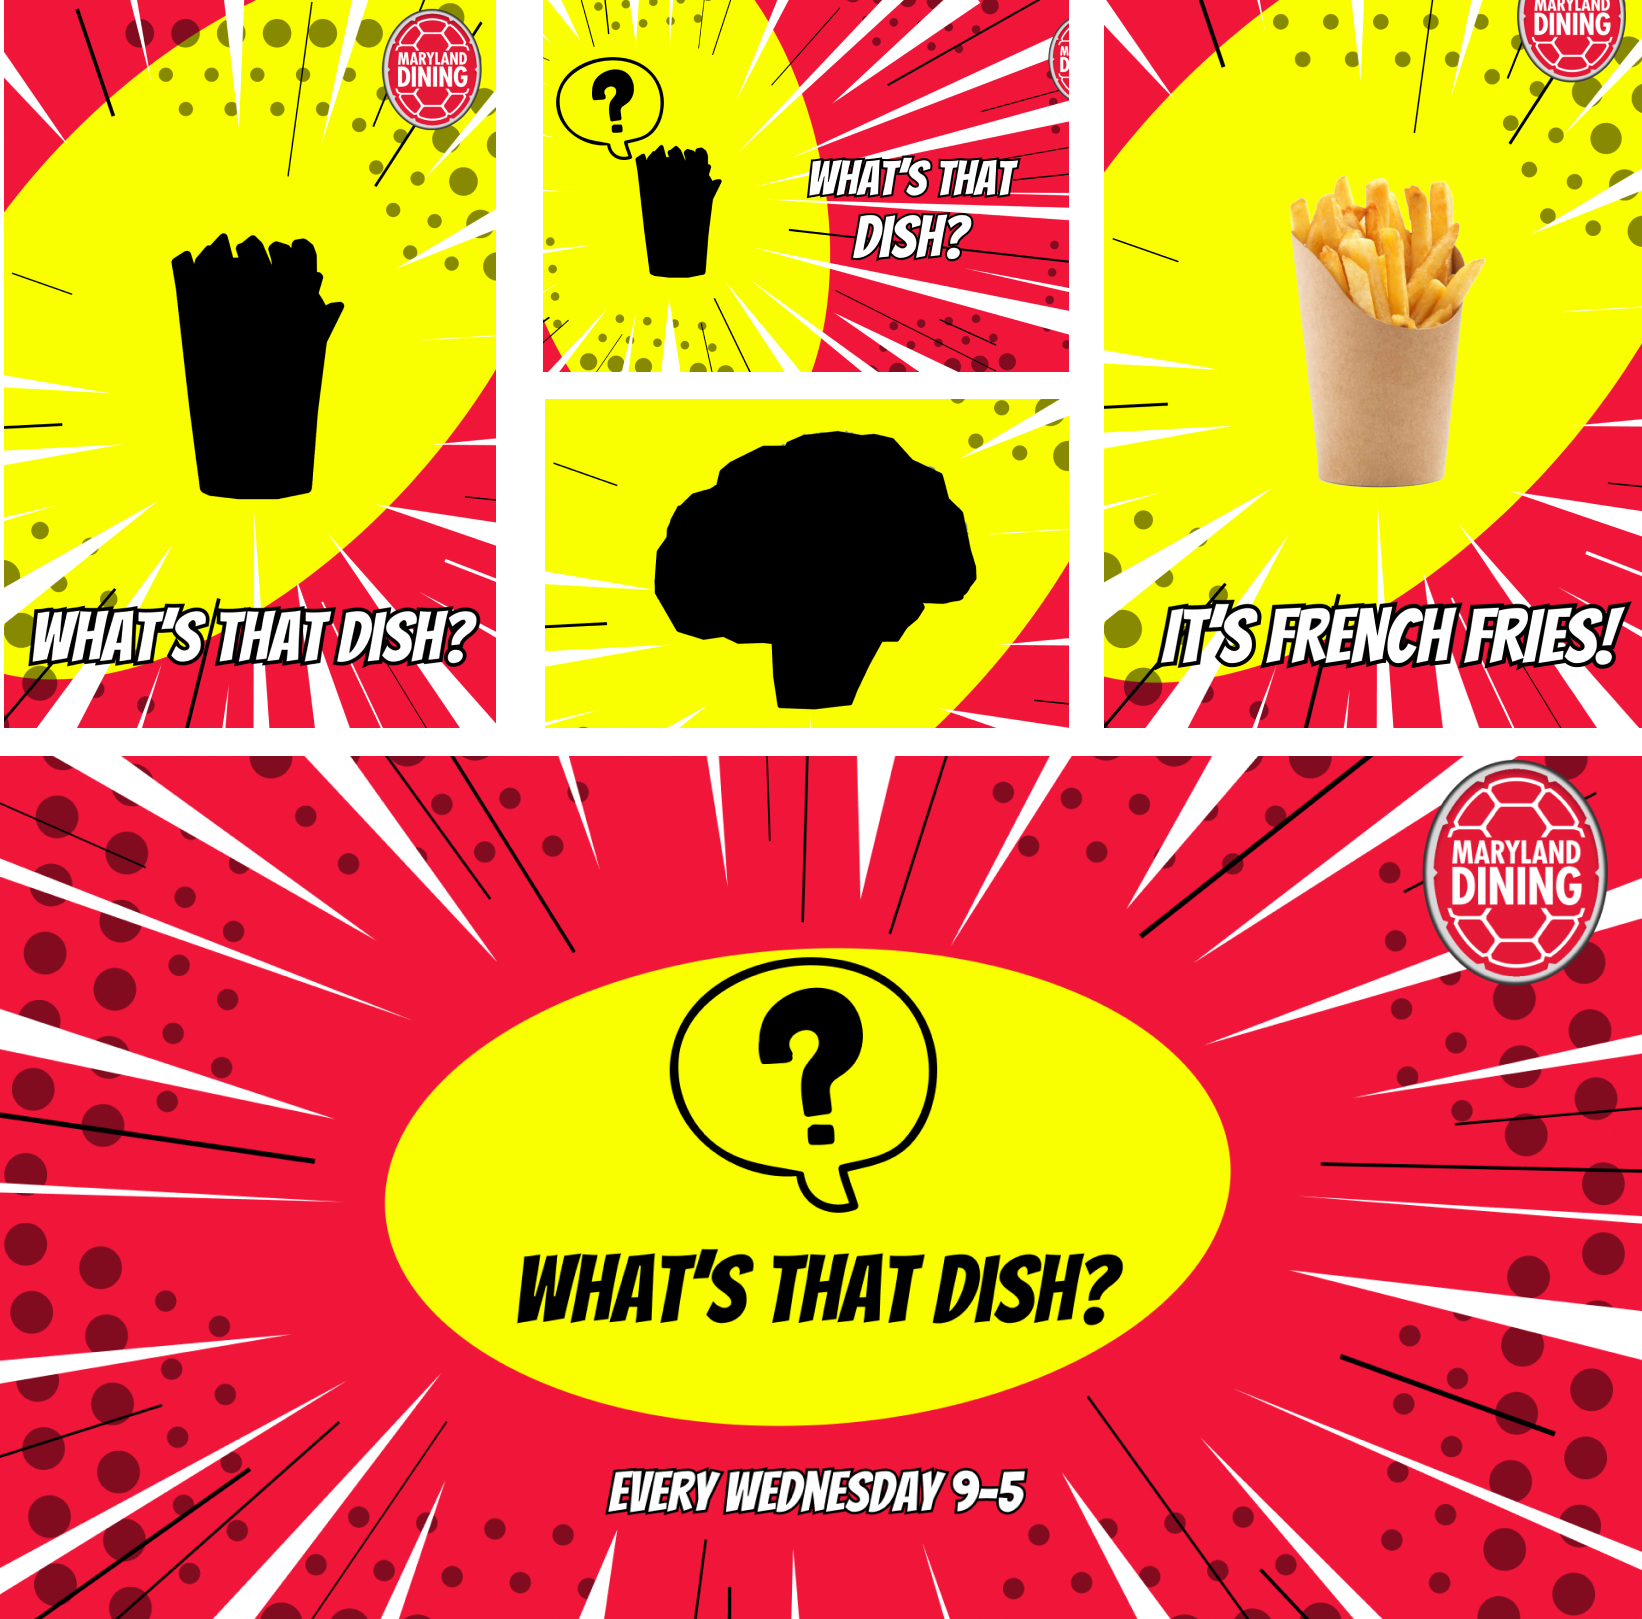 MARYLAND
DINING
WHAT'S THAT DISH?
?
WHAT'S THAT
DISH?
MARYLAND
DINING
IT'S FRENCH FRIES!
MARYLAND
DINING
?
WHAT'S THAT DISH?
EVERY WEDNESDAY 9-5